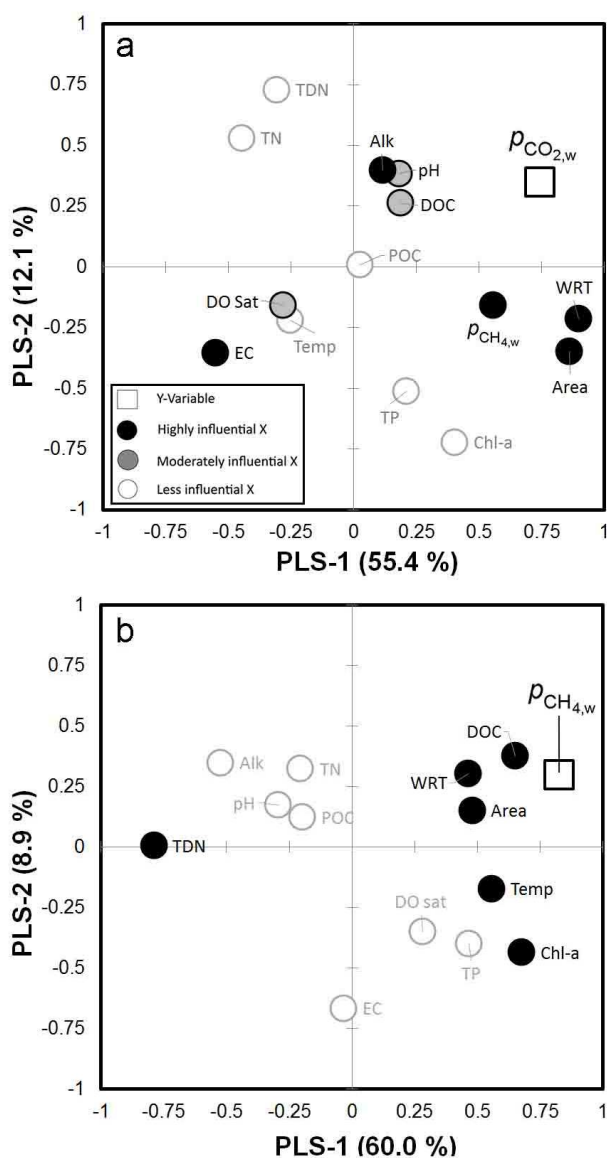 a
1
0.75
0.5
0.25
0
-0.25
-0.5
-0.75
-1
PLS-2 (12.1 %)
TDN
TN
Alk
pH
DOC
pCO2,w
POC
DO Sat
Temp
EC
pCH4,w
WRT
Area
TP
Chl-a
Y-Variable
Highly influential X
Moderately influential X
Less influential X
-1 -0.75 -0.5 -0.25 0 0.25 0.5 0.75 1
PLS-1 (55.4 %)
b
1
0.75
0.5
0.25
0
-0.25
-0.5
-0.75
-1
PLS-2 (8.9 %)
pCH4,w
DOC
WRT
Area
Alk
TN
pH
POC
TDN
Temp
DO sat
TP
Chl-a
EC
-1 -0.75 -0.5 -0.25 0 0.25 0.5 0.75 1
PLS-1 (60.0 %)